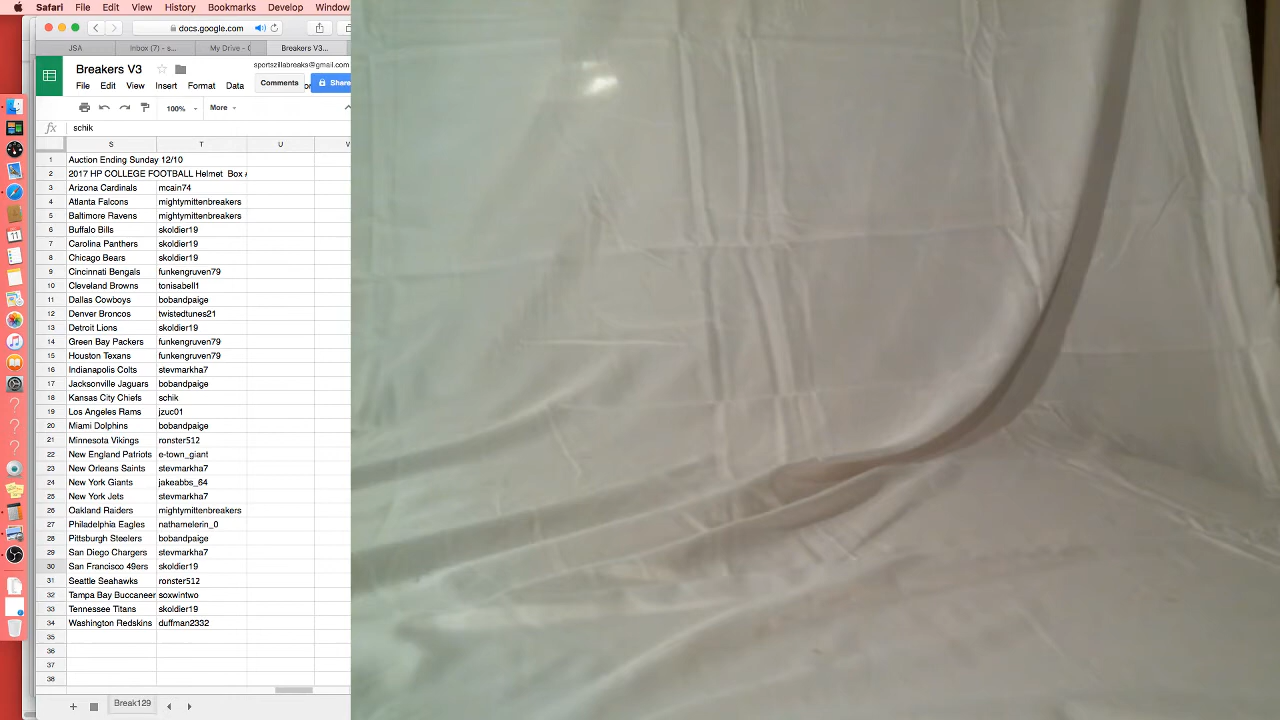 Safari File Edit View History Bookmarks Develop Window
docs.google.com
JSA Inbox (7) - s... My Drive - G Breakers V3...
Breakers V3
sportszillabreaks@gmail.com
File Edit View Insert Format Data
Comments Share
100% More
fx schik
S T U V
1 Auction Ending Sunday 12/10
2 2017 HP COLLEGE FOOTBALL Helmet Box
3 Arizona Cardinals mcain74
4 Atlanta Falcons mightymittenbreakers
5 Baltimore Ravens mightymittenbreakers
6 Buffalo Bills skoldier19
7 Carolina Panthers skoldier19
8 Chicago Bears skoldier19
9 Cincinnati Bengals funkengruven79
10 Cleveland Browns tonisabell1
11 Dallas Cowboys bobandpaige
12 Denver Broncos twistedtunes21
13 Detroit Lions skoldier19
14 Green Bay Packers funkengruven79
15 Houston Texans funkengruven79
16 Indianapolis Colts stevmarkha7
17 Jacksonville Jaguars bobandpaige
18 Kansas City Chiefs schik
19 Los Angeles Rams jzuc01
20 Miami Dolphins bobandpaige
21 Minnesota Vikings ronster512
22 New England Patriots e-town_giant
23 New Orleans Saints stevmarkha7
24 New York Giants jakeabbs_64
25 New York Jets stevmarkha7
26 Oakland Raiders mightymittenbreakers
27 Philadelphia Eagles nathamelerin_0
28 Pittsburgh Steelers bobandpaige
29 San Diego Chargers stevmarkha7
30 San Francisco 49ers skoldier19
31 Seattle Seahawks ronster512
32 Tampa Bay Buccaneer soxwintwo
33 Tennessee Titans skoldier19
34 Washington Redskins duffman2332
35
36
37
38
Break129